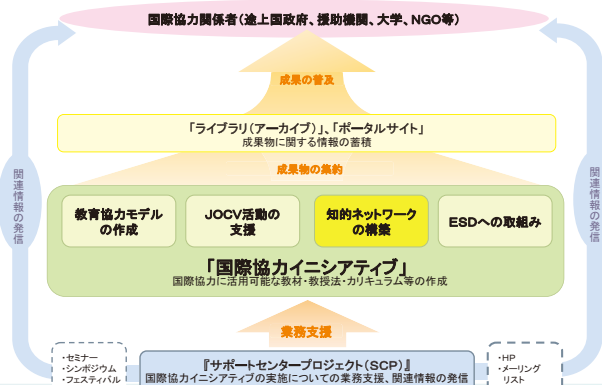 国際協力関係者(途上国政府、援助機関、大学、NGO等)
成果の普及
「ライブラリ(アーカイブ)」、「ポータルサイト」
成果物に関する情報の蓄積
成果物の集約
関連情報の発信
関連情報の発信
教育協力モデル
の作成
JOCV活動の
支援
知的ネットワーク
の構築
ESDへの取組み
「国際協力イニシアティブ」
国際協力に活用可能な教材・教授法・カリキュラム等の作成
業務支援
・セミナー
・シンポジウム
・フェスティバル
『サポートセンタープロジェクト(SCP)』
国際協力イニシアティブの実施についての業務支援、関連情報の発信
・HP
・メーリング
リスト